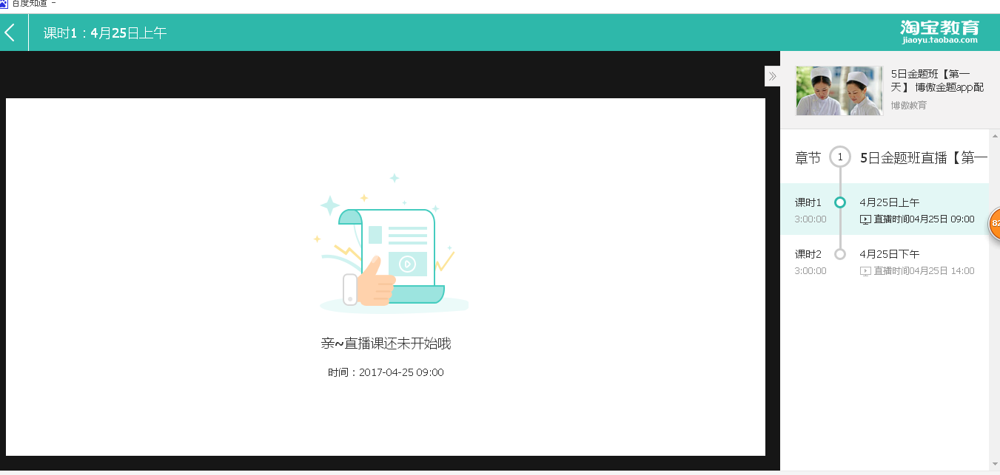 百度知道 -
课时1：4月25日上午
淘宝教育
jiaoyu.taobao.com
5日金题班【第一
天】 博傲金题app配
博傲教育
章节 1 5日金题班直播【第一
课时1 4月25日上午
3:00:00 直播时间04月25日 09:00
82
课时2 4月25日下午
3:00:00 直播时间04月25日 14:00
亲~直播课还未开始哦
时间：2017-04-25 09:00